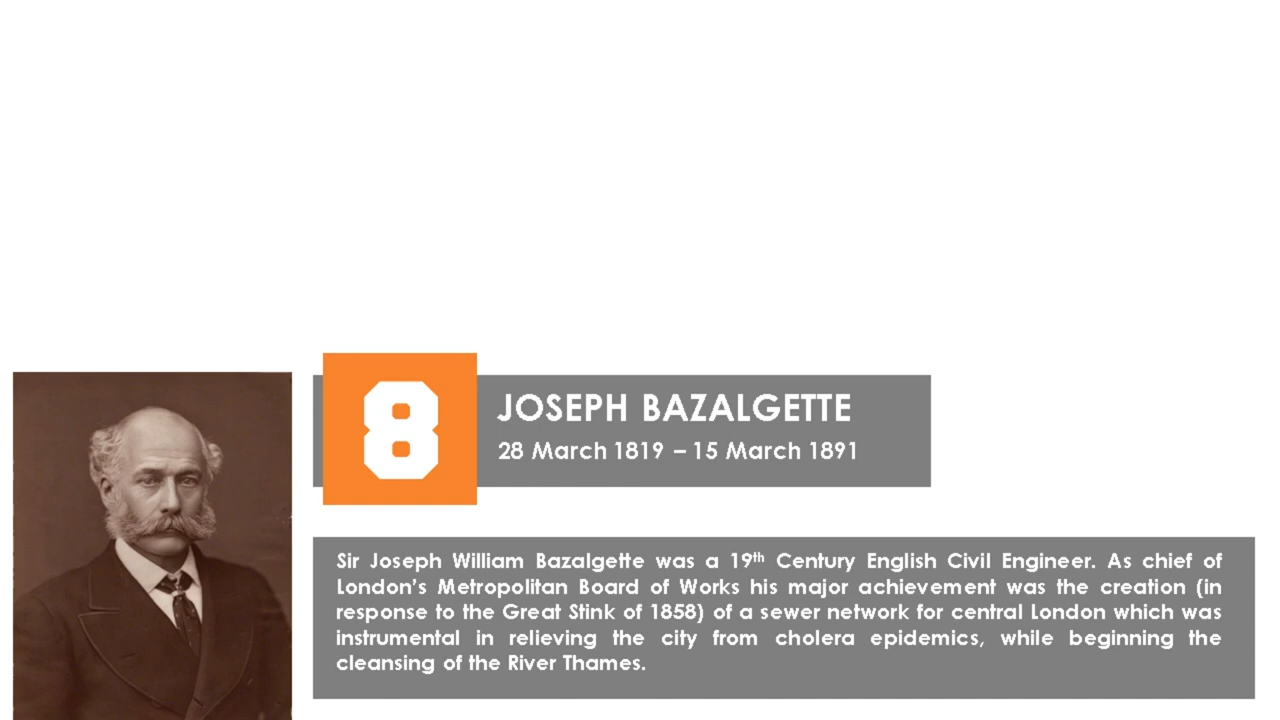 8
JOSEPH BAZALGETTE
28 March 1819 – 15 March 1891
Sir Joseph William Bazalgette was a 19th Century English Civil Engineer. As chief of
London's Metropolitan Board of Works his major achievement was the creation (in
response to the Great Stink of 1858) of a sewer network for central London which was
instrumental in relieving the city from cholera epidemics, while beginning the
cleansing of the River Thames.